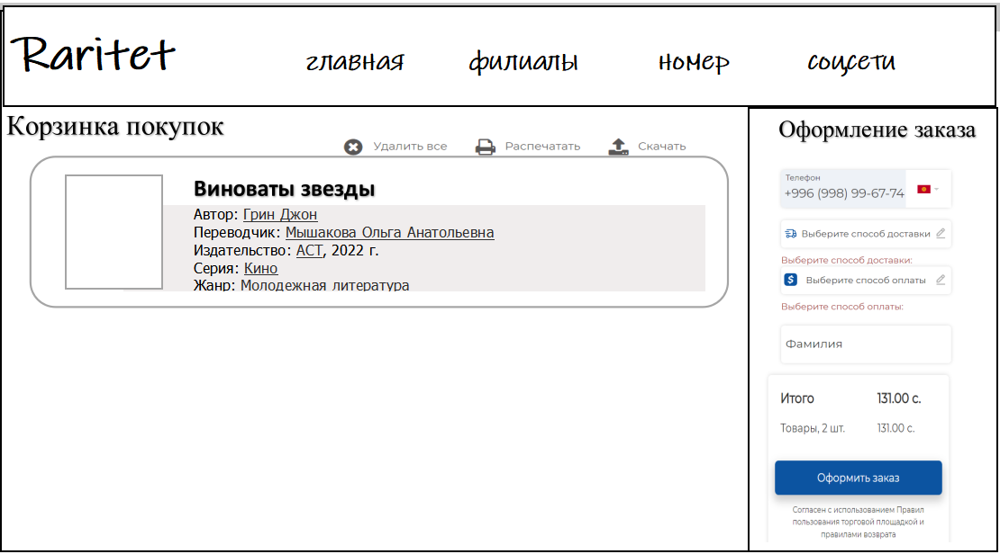 Raritet
главная филиалы номер соцсети
Корзинка покупок
Удалить все Распечатать Скачать
Виноваты звезды
Автор: Грин Джон
Переводчик: Мышакова Ольга Анатольевна
Издательство: АСТ, 2022 г.
Серия: Кино
Жанр: Молодежная литература
Оформление заказа
Телефон
+996 (998) 99-67-74
Выберите способ доставки
Выберите способ доставки:
$ Выберите способ оплаты
Выберите способ оплаты:
Фамилия
Итого 131.00 с.
Товары, 2 шт. 131.00 с.
Оформить заказ
Согласен с использованием Правил
пользования торговой площадкой и
правилами возврата